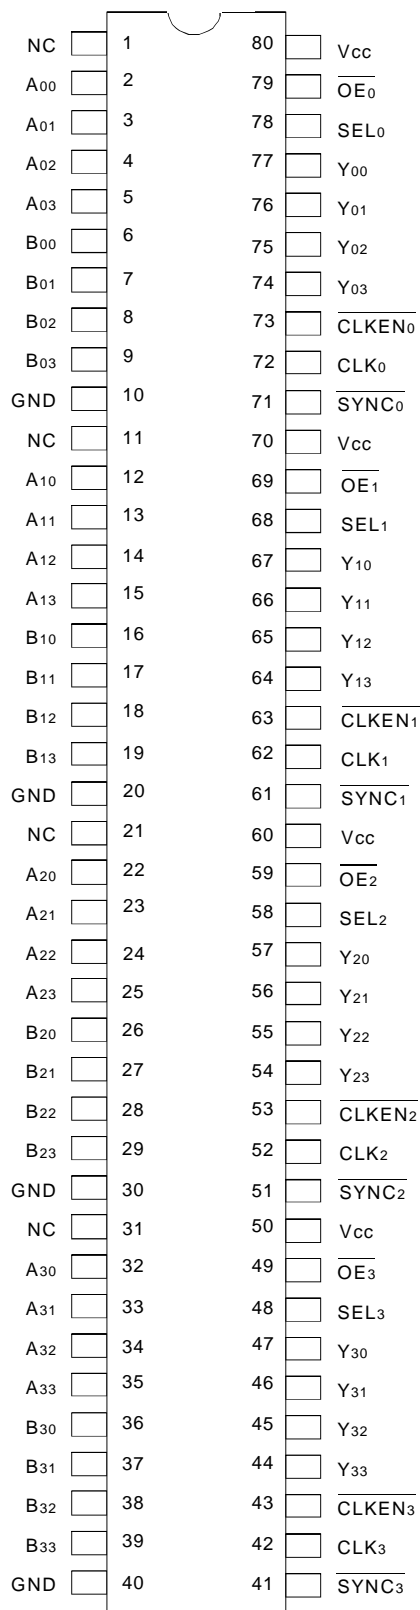 NC 1 80 Vcc
A00 2 79 OE0
A01 3 78 SEL0
A02 4 77 Y00
A03 5 76 Y01
B00 6 75 Y02
B01 7 74 Y03
B02 8 73 CLKEN0
B03 9 72 CLK0
GND 10 71 SYNC0
NC 11 70 Vcc
A10 12 69 OE1
A11 13 68 SEL1
A12 14 67 Y10
A13 15 66 Y11
B10 16 65 Y12
B11 17 64 Y13
B12 18 63 CLKEN1
B13 19 62 CLK1
GND 20 61 SYNC1
NC 21 60 Vcc
A20 22 59 OE2
A21 23 58 SEL2
A22 24 57 Y20
A23 25 56 Y21
B20 26 55 Y22
B21 27 54 Y23
B22 28 53 CLKEN2
B23 29 52 CLK2
GND 30 51 SYNC2
NC 31 50 Vcc
A30 32 49 OE3
A31 33 48 SEL3
A32 34 47 Y30
A33 35 46 Y31
B30 36 45 Y32
B31 37 44 Y33
B32 38 43 CLKEN3
B33 39 42 CLK3
GND 40 41 SYNC3